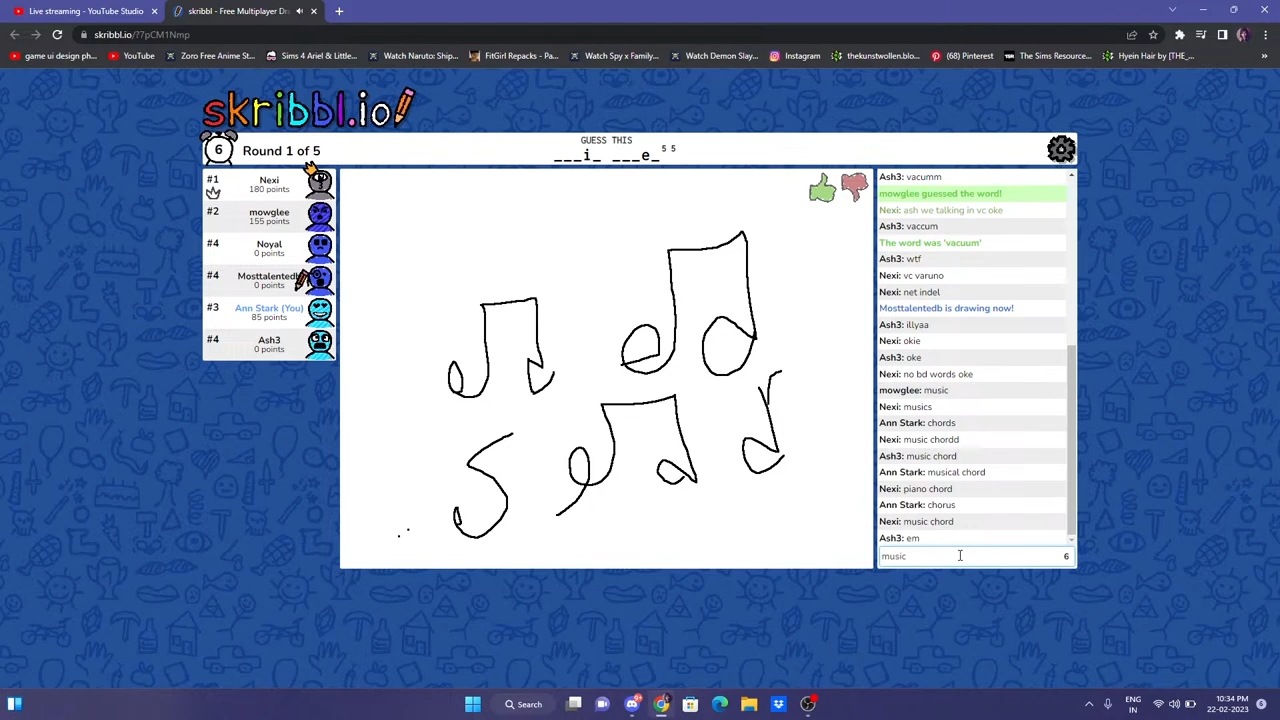 Live streaming - YouTube Studio
skribbl - Free Multiplayer Dr
skribbl.io/?7pCM1Nmp
game ui design ph...
YouTube
Zoro Free Anime St...
Sims 4 Ariel & Little...
Watch Naruto: Ship...
FitGirl Repacks - Pa...
Watch Spy x Family...
Watch Demon Slay...
Instagram
thekunstwollen.blo...
(68) Pinterest
The Sims Resource...
Hyein Hair by [THE_...
skribbl.io
6
Round 1 of 5
GUESS THIS
___i_ ___e_ 5 5
#1 Nexi
180 points
#2 mowglee
155 points
#4 Noyal
0 points
#4 Mosttalentedb
0 points
#3 Ann Stark (You)
85 points
#4 Ash3
0 points
Ash3: vacumm
mowglee guessed the word!
Nexi: ash we talking in vc oke
Ash3: vaccum
The word was 'vacuum'
Ash3: wtf
Nexi: vc varuno
Nexi: net indel
Mosttalentedb is drawing now!
Ash3: illyaa
Nexi: okie
Ash3: oke
Nexi: no bd words oke
mowglee: music
Nexi: musics
Ann Stark: chords
Nexi: music chordd
Ash3: music chord
Ann Stark: musical chord
Nexi: piano chord
Ann Stark: chorus
Nexi: music chord
Ash3: em
music 6
Search
ENG
IN
10:34 PM
22-02-2023